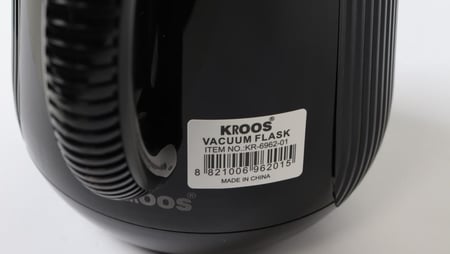 KROOS®
VACUUM FLASK
ITEM NO.:KR-6962-01
8 821006 962015
MADE IN CHINA
KROOS®